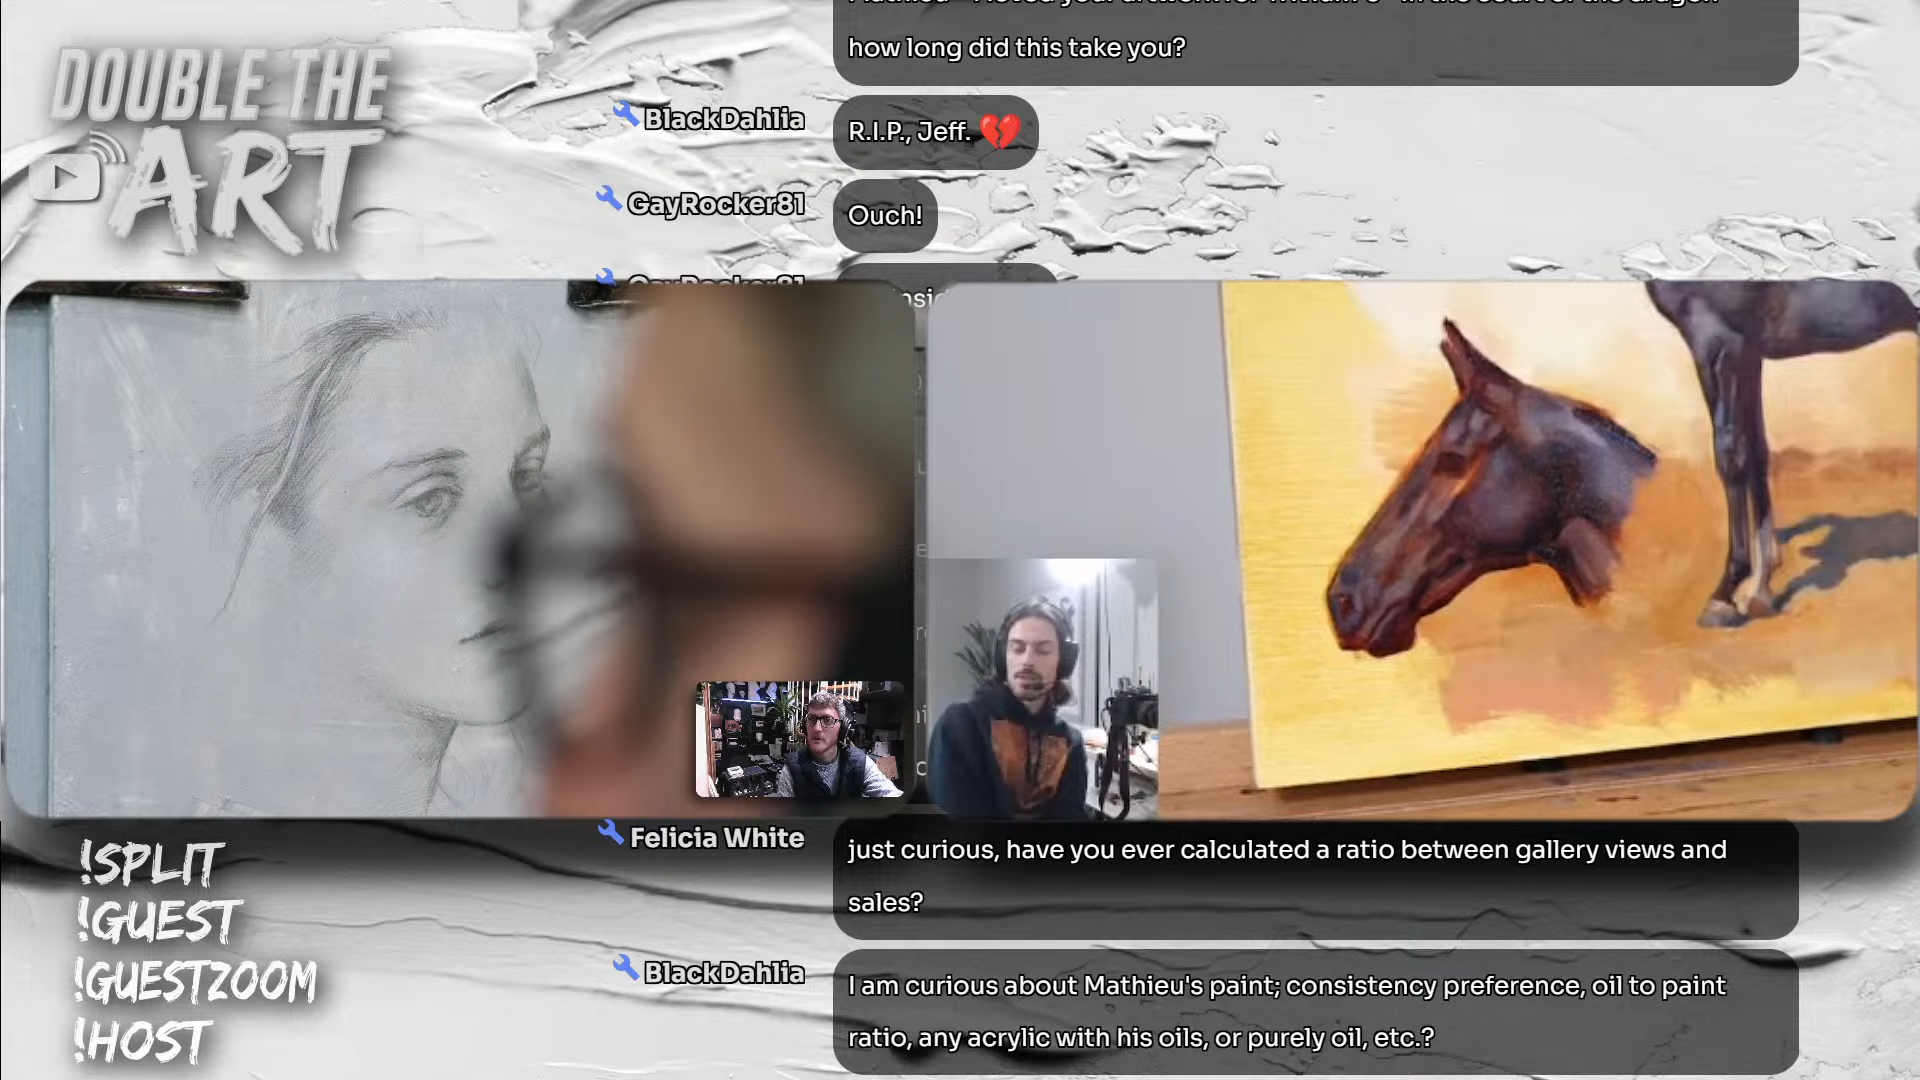 DOUBLE THE
ART
how long did this take you?
BlackDahlia
R.I.P., Jeff. 💔
GayRocker81
Ouch!
GayRocker81
Felicia White
just curious, have you ever calculated a ratio between gallery views and
sales?
BlackDahlia
I am curious about Mathieu's paint; consistency preference, oil to paint
ratio, any acrylic with his oils, or purely oil, etc.?
!SPLIT
!GUEST
!GUESTZOOM
!HOST